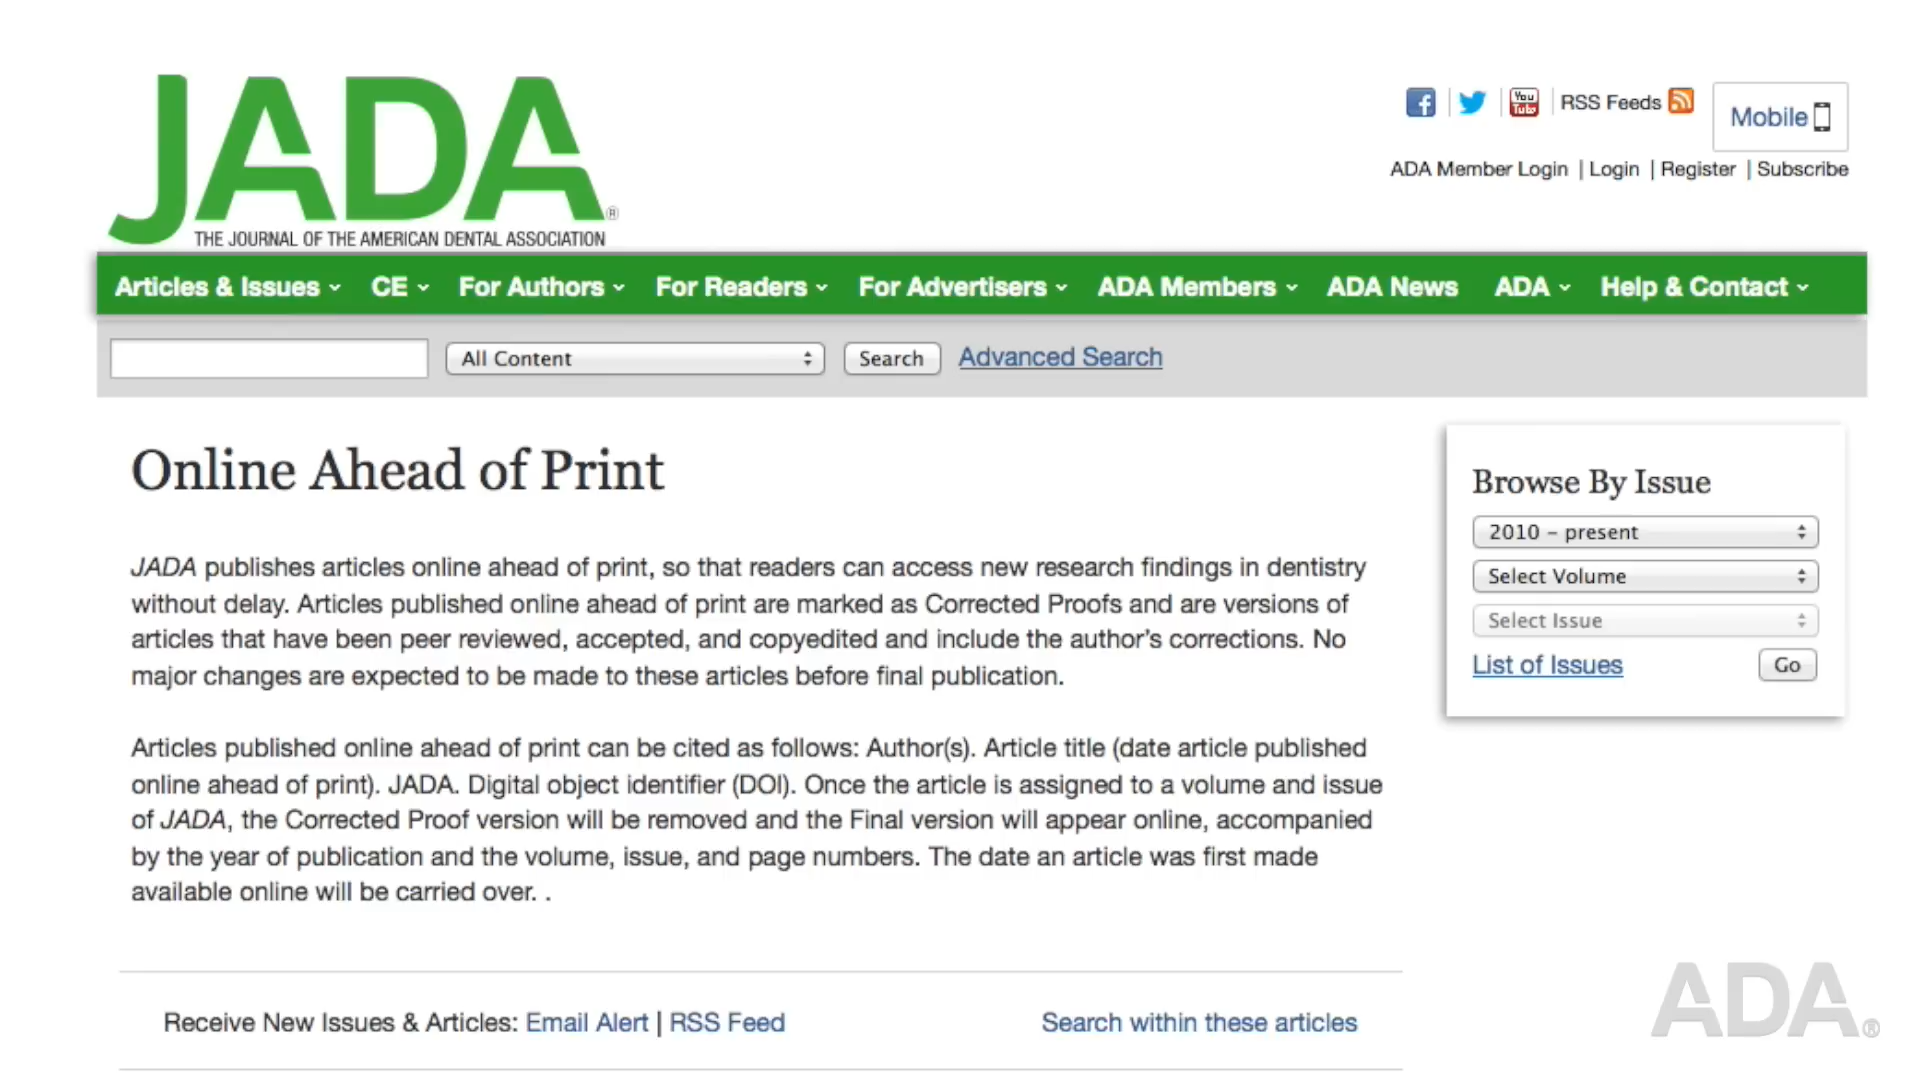 JADA®
THE JOURNAL OF THE AMERICAN DENTAL ASSOCIATION
You Tube
RSS Feeds
Mobile
ADA Member Login | Login | Register | Subscribe
Articles & Issues CE For Authors For Readers For Advertisers ADA Members ADA News ADA Help & Contact
All Content Search Advanced Search
Online Ahead of Print
JADA publishes articles online ahead of print, so that readers can access new research findings in dentistry
without delay. Articles published online ahead of print are marked as Corrected Proofs and are versions of
articles that have been peer reviewed, accepted, and copyedited and include the author's corrections. No
major changes are expected to be made to these articles before final publication.
Articles published online ahead of print can be cited as follows: Author(s). Article title (date article published
online ahead of print). JADA. Digital object identifier (DOI). Once the article is assigned to a volume and issue
of JADA, the Corrected Proof version will be removed and the Final version will appear online, accompanied
by the year of publication and the volume, issue, and page numbers. The date an article was first made
available online will be carried over. .
Receive New Issues & Articles: Email Alert | RSS Feed
Search within these articles
Browse By Issue
2010 – present
Select Volume
Select Issue
List of Issues Go
ADA®